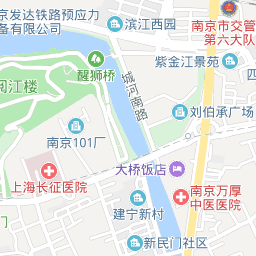 京发达铁路预应力
备有限公司
滨江西园
南京市交管
第六大队
醒狮桥
紫金江景苑
四
阅江楼
城河南路
刘伯承广场
南京101厂
上海长征医院
大桥饭店
南京万厚
中医医院
建宁新村
新民门社区